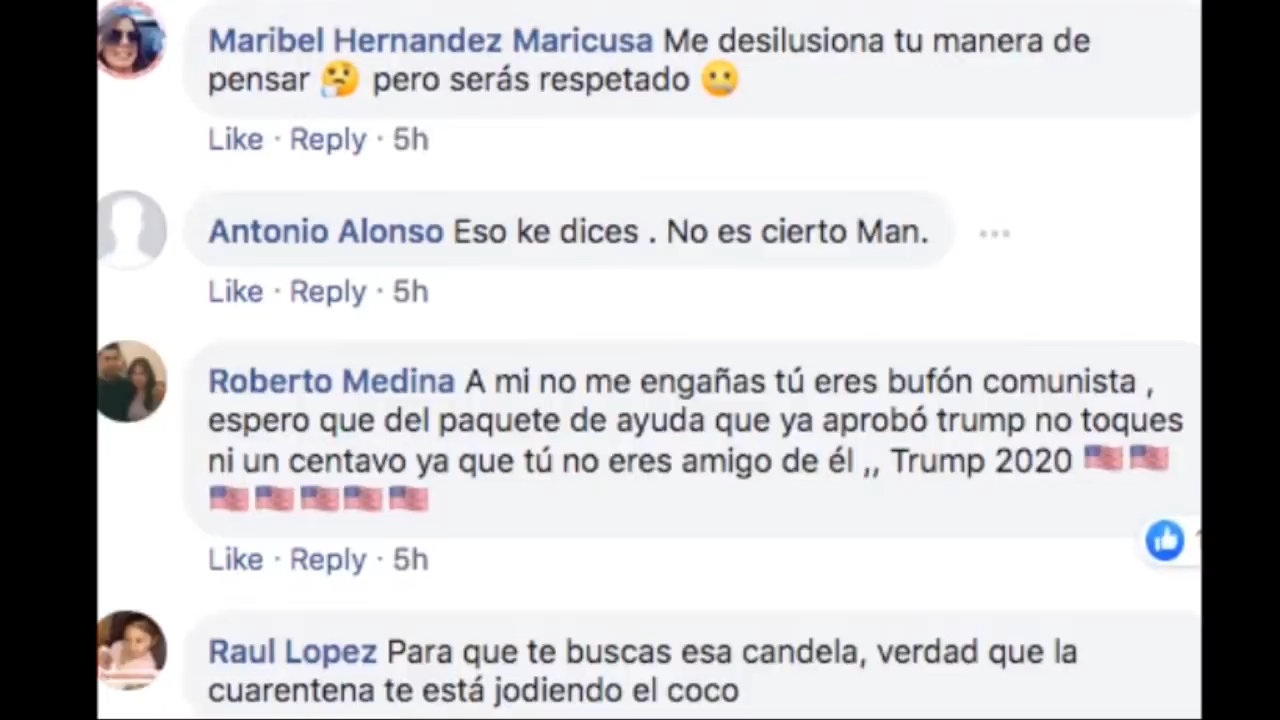 Maribel Hernandez Maricusa Me desilusiona tu manera de
pensar 🤔 pero serás respetado 🤐
Like · Reply · 5h
Antonio Alonso Eso ke dices . No es cierto Man.
Like · Reply · 5h
Roberto Medina A mi no me engañas tú eres bufón comunista ,
espero que del paquete de ayuda que ya aprobó trump no toques
ni un centavo ya que tú no eres amigo de él ,, Trump 2020 🇺🇸🇺🇸
🇺🇸🇺🇸🇺🇸🇺🇸🇺🇸
Like · Reply · 5h
Raul Lopez Para que te buscas esa candela, verdad que la
cuarentena te está jodiendo el coco